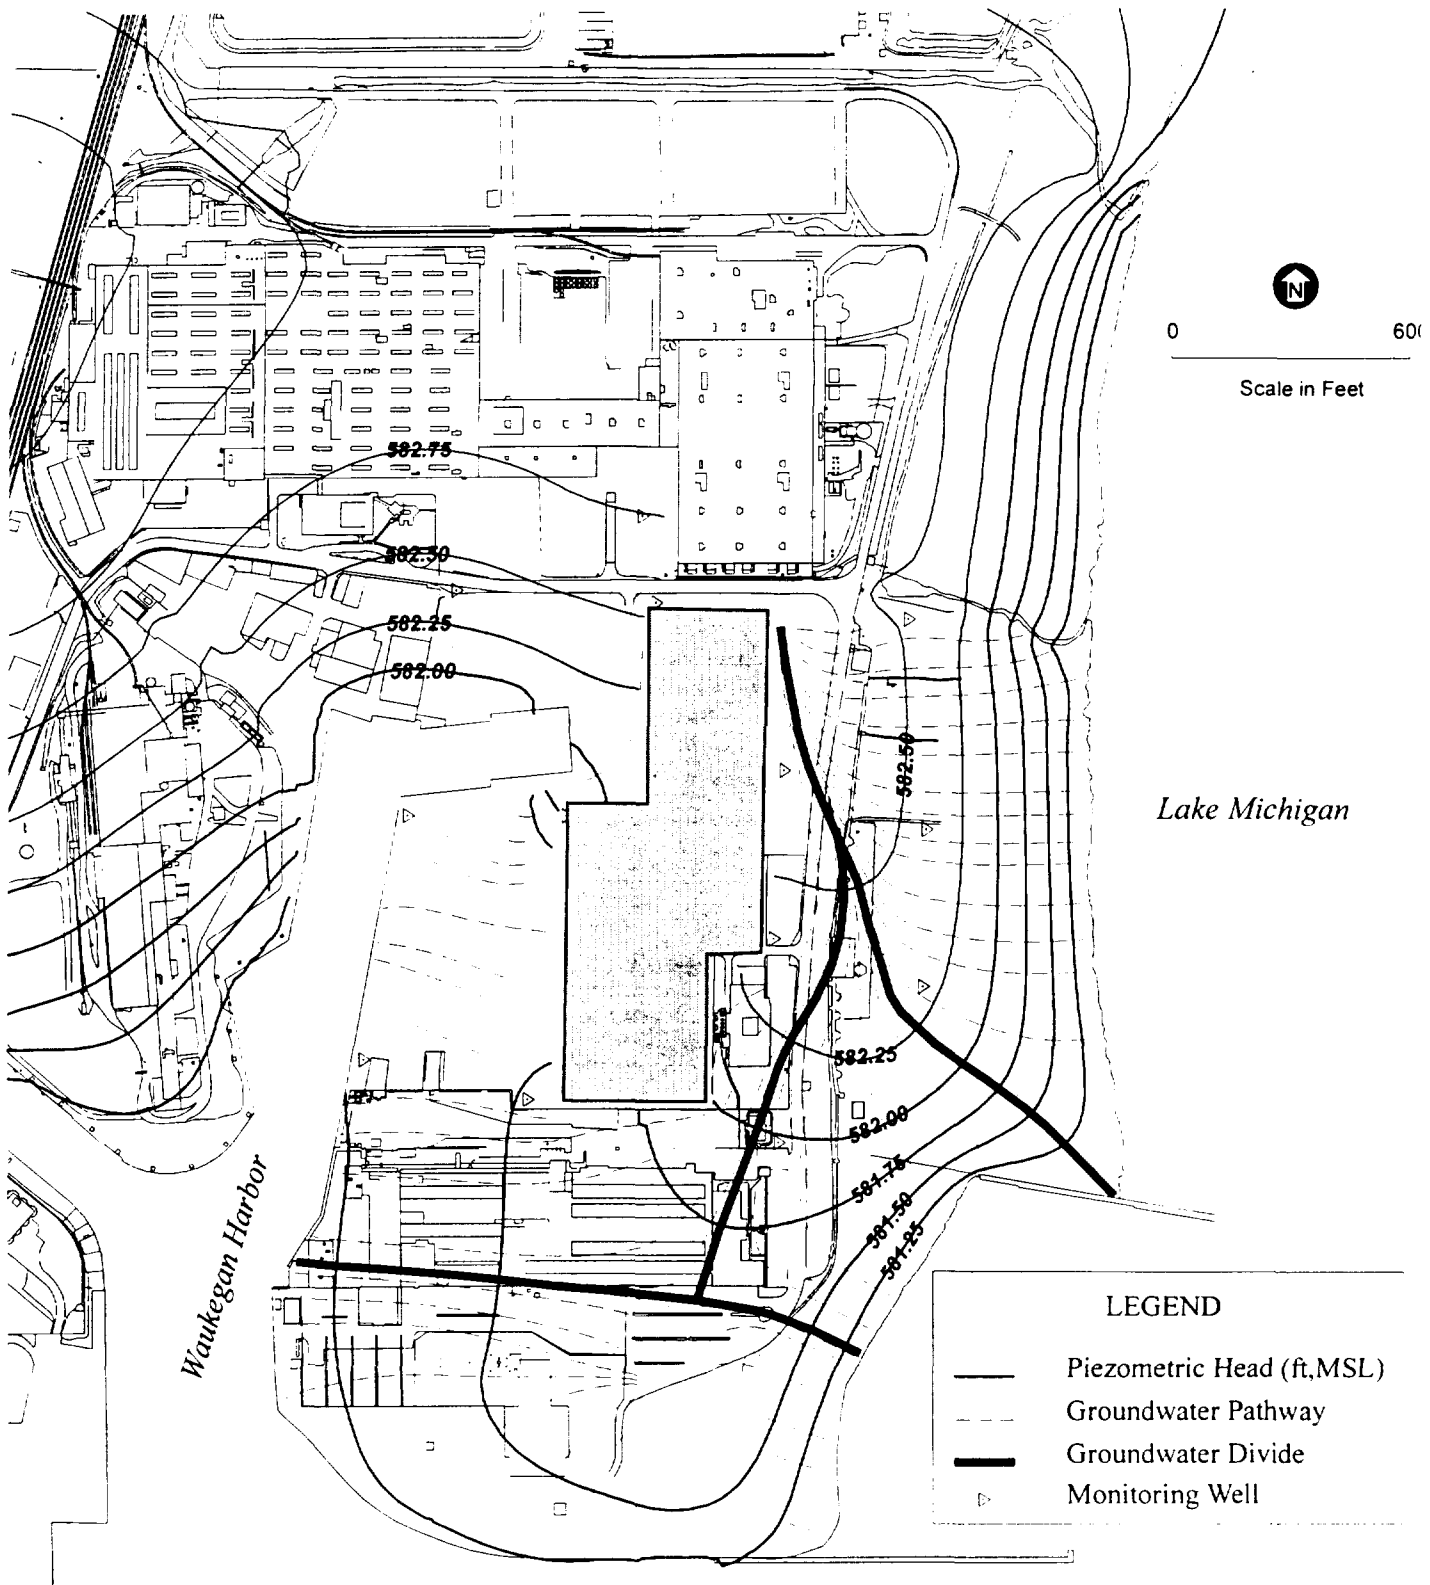 N
0 600
Scale in Feet
582.75
582.50
582.25
582.00
582.50
Lake Michigan
582.25
582.00
581.75
581.50
581.25
Waukegan Harbor
LEGEND
Piezometric Head (ft,MSL)
Groundwater Pathway
Groundwater Divide
Monitoring Well